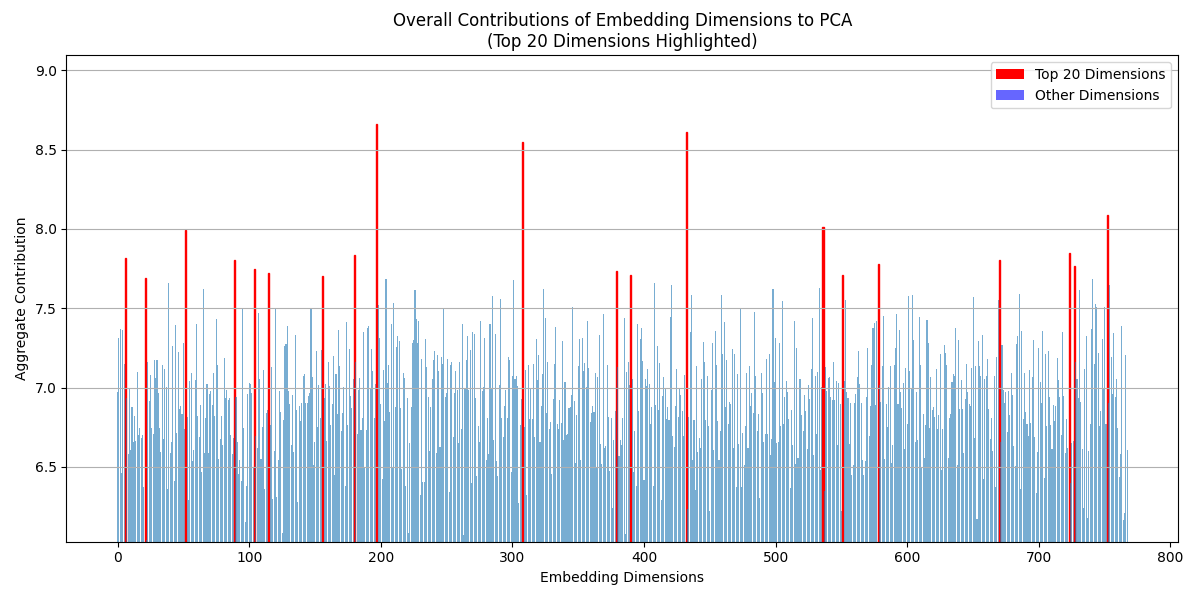 Overall Contributions of Embedding Dimensions to PCA
(Top 20 Dimensions Highlighted)
Top 20 Dimensions
Other Dimensions
Aggregate Contribution
9.0
8.5
8.0
7.5
7.0
6.5
0 100 200 300 400 500 600 700 800
Embedding Dimensions